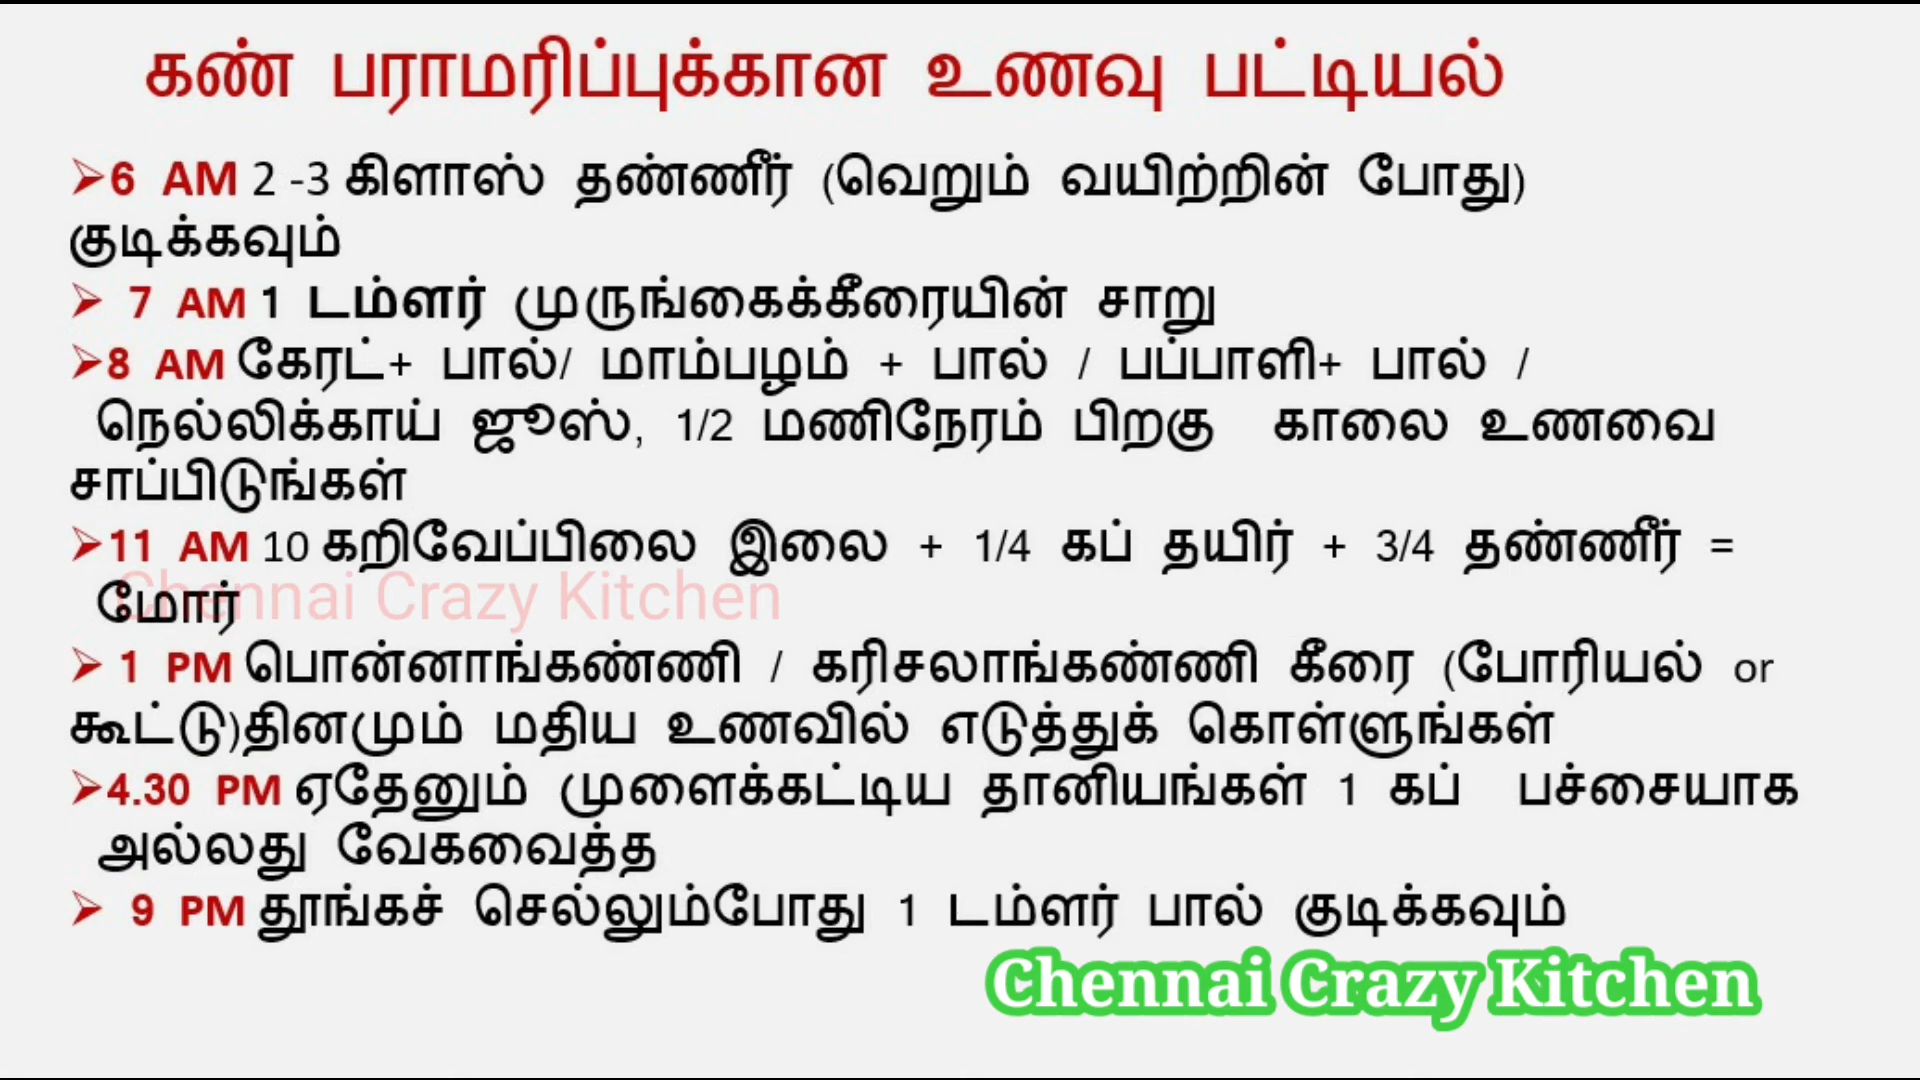 கண் பராமரிப்புக்கான உணவு பட்டியல்
➢6 AM 2 -3 கிளாஸ் தண்ணீர் (வெறும் வயிற்றின் போது)
குடிக்கவும்
➢ 7 AM 1 டம்ளர் முருங்கைக்கீரையின் சாறு
➢8 AM கேரட்+ பால்/ மாம்பழம் + பால் / பப்பாளி+ பால் /
நெல்லிக்காய் ஜூஸ், 1/2 மணிநேரம் பிறகு காலை உணவை
சாப்பிடுங்கள்
➢11 AM 10 கறிவேப்பிலை இலை + 1/4 கப் தயிர் + 3/4 தண்ணீர் =
மோர்
Chennai Crazy Kitchen
➢ 1 PM பொன்னாங்கண்ணி / கரிசலாங்கண்ணி கீரை (போரியல் or
கூட்டு)தினமும் மதிய உணவில் எடுத்துக் கொள்ளுங்கள்
➢4.30 PM ஏதேனும் முளைக்கட்டிய தானியங்கள் 1 கப் பச்சையாக
அல்லது வேகவைத்த
➢ 9 PM தூங்கச் செல்லும்போது 1 டம்ளர் பால் குடிக்கவும்
Chennai Crazy Kitchen